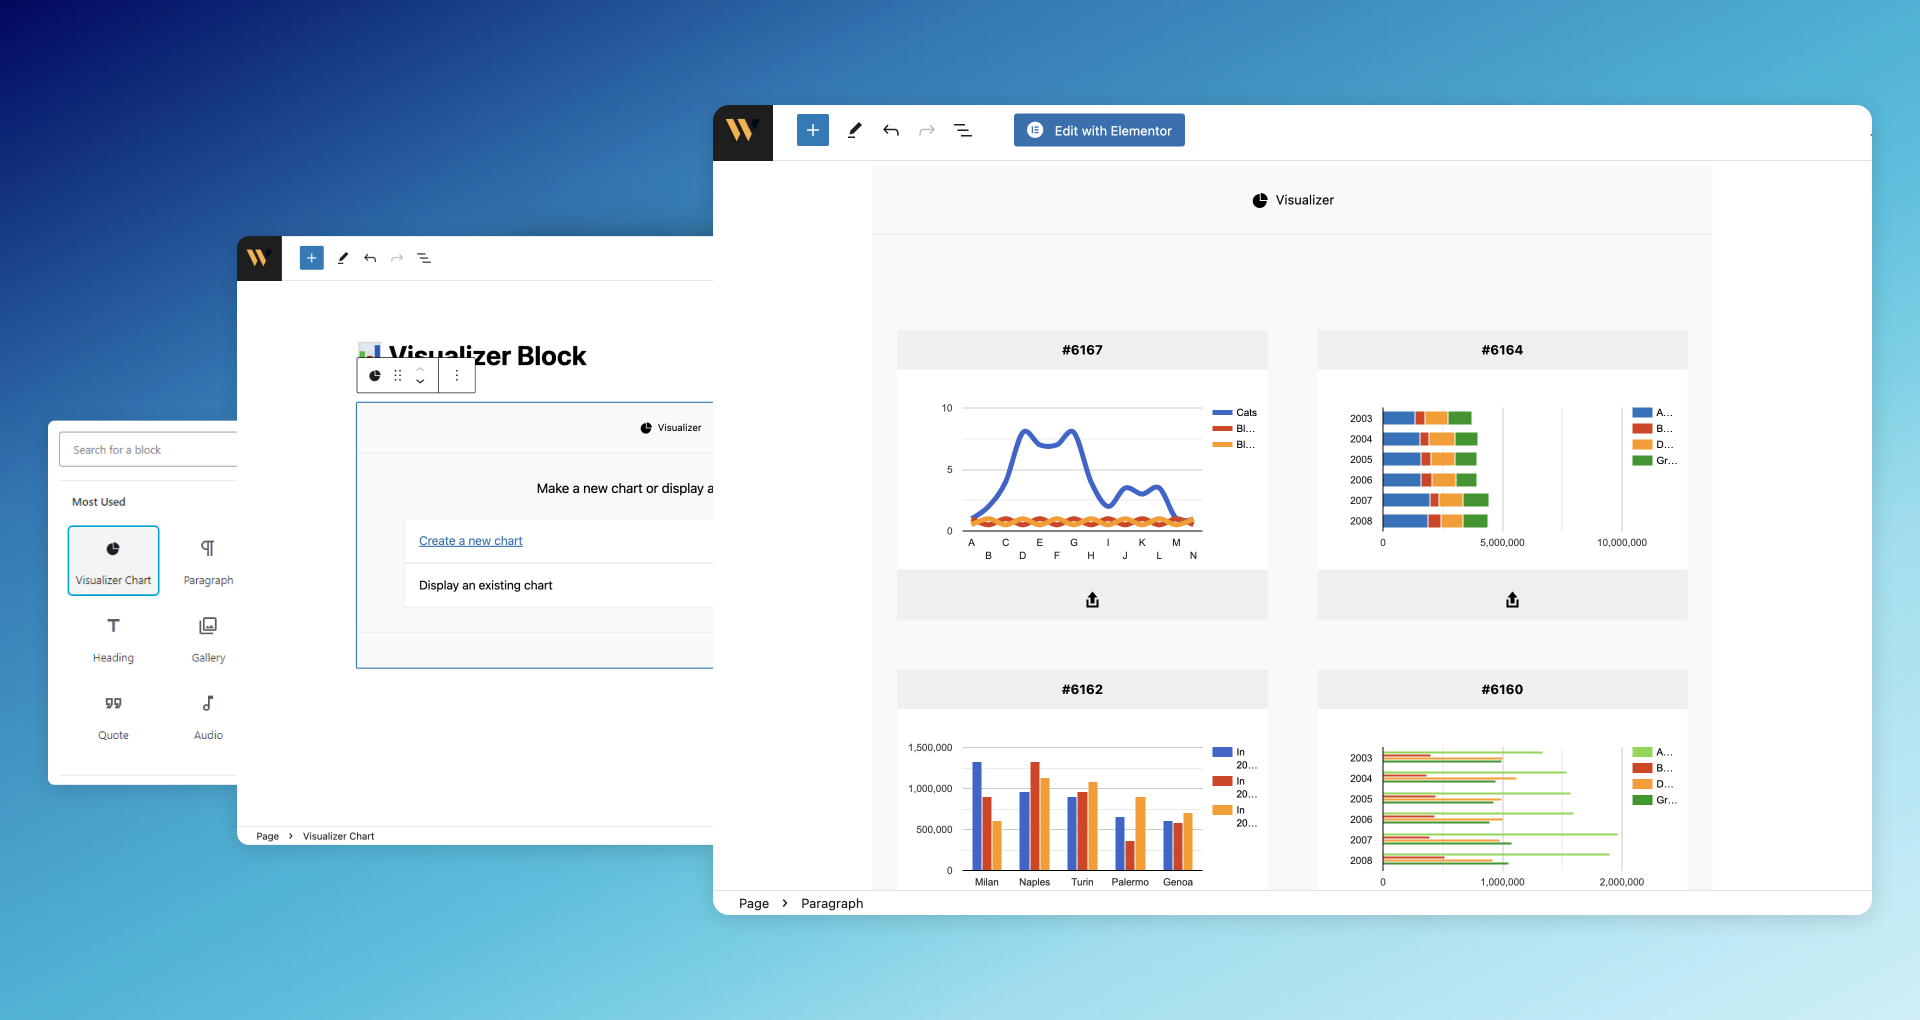 Search for a block
Most Used
Visualizer Chart
Paragraph
Heading
Gallery
Quote
Audio
Visualizer Block
Visualizer
Make a new chart or display a
Create a new chart
Display an existing chart
Page > Visualizer Chart
Edit with Elementor
Visualizer
#6167
10
5
0
A B C D E F G H I J K L M N
Cats
Bl...
Bl...
#6164
2003
2004
2005
2006
2007
2008
0 5,000,000 10,000,000
A...
B...
D...
Gr...
#6162
1,500,000
1,000,000
500,000
0
Milan Naples Turin Palermo Genoa
In
20...
In
20...
In
20...
#6160
2003
2004
2005
2006
2007
2008
0 1,000,000 2,000,000
A...
B...
D...
Gr...
Page > Paragraph